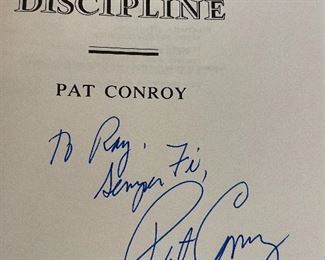 DISCIPLINE
PAT CONROY
To Ray,
Semper Fi,
Pat Conroy